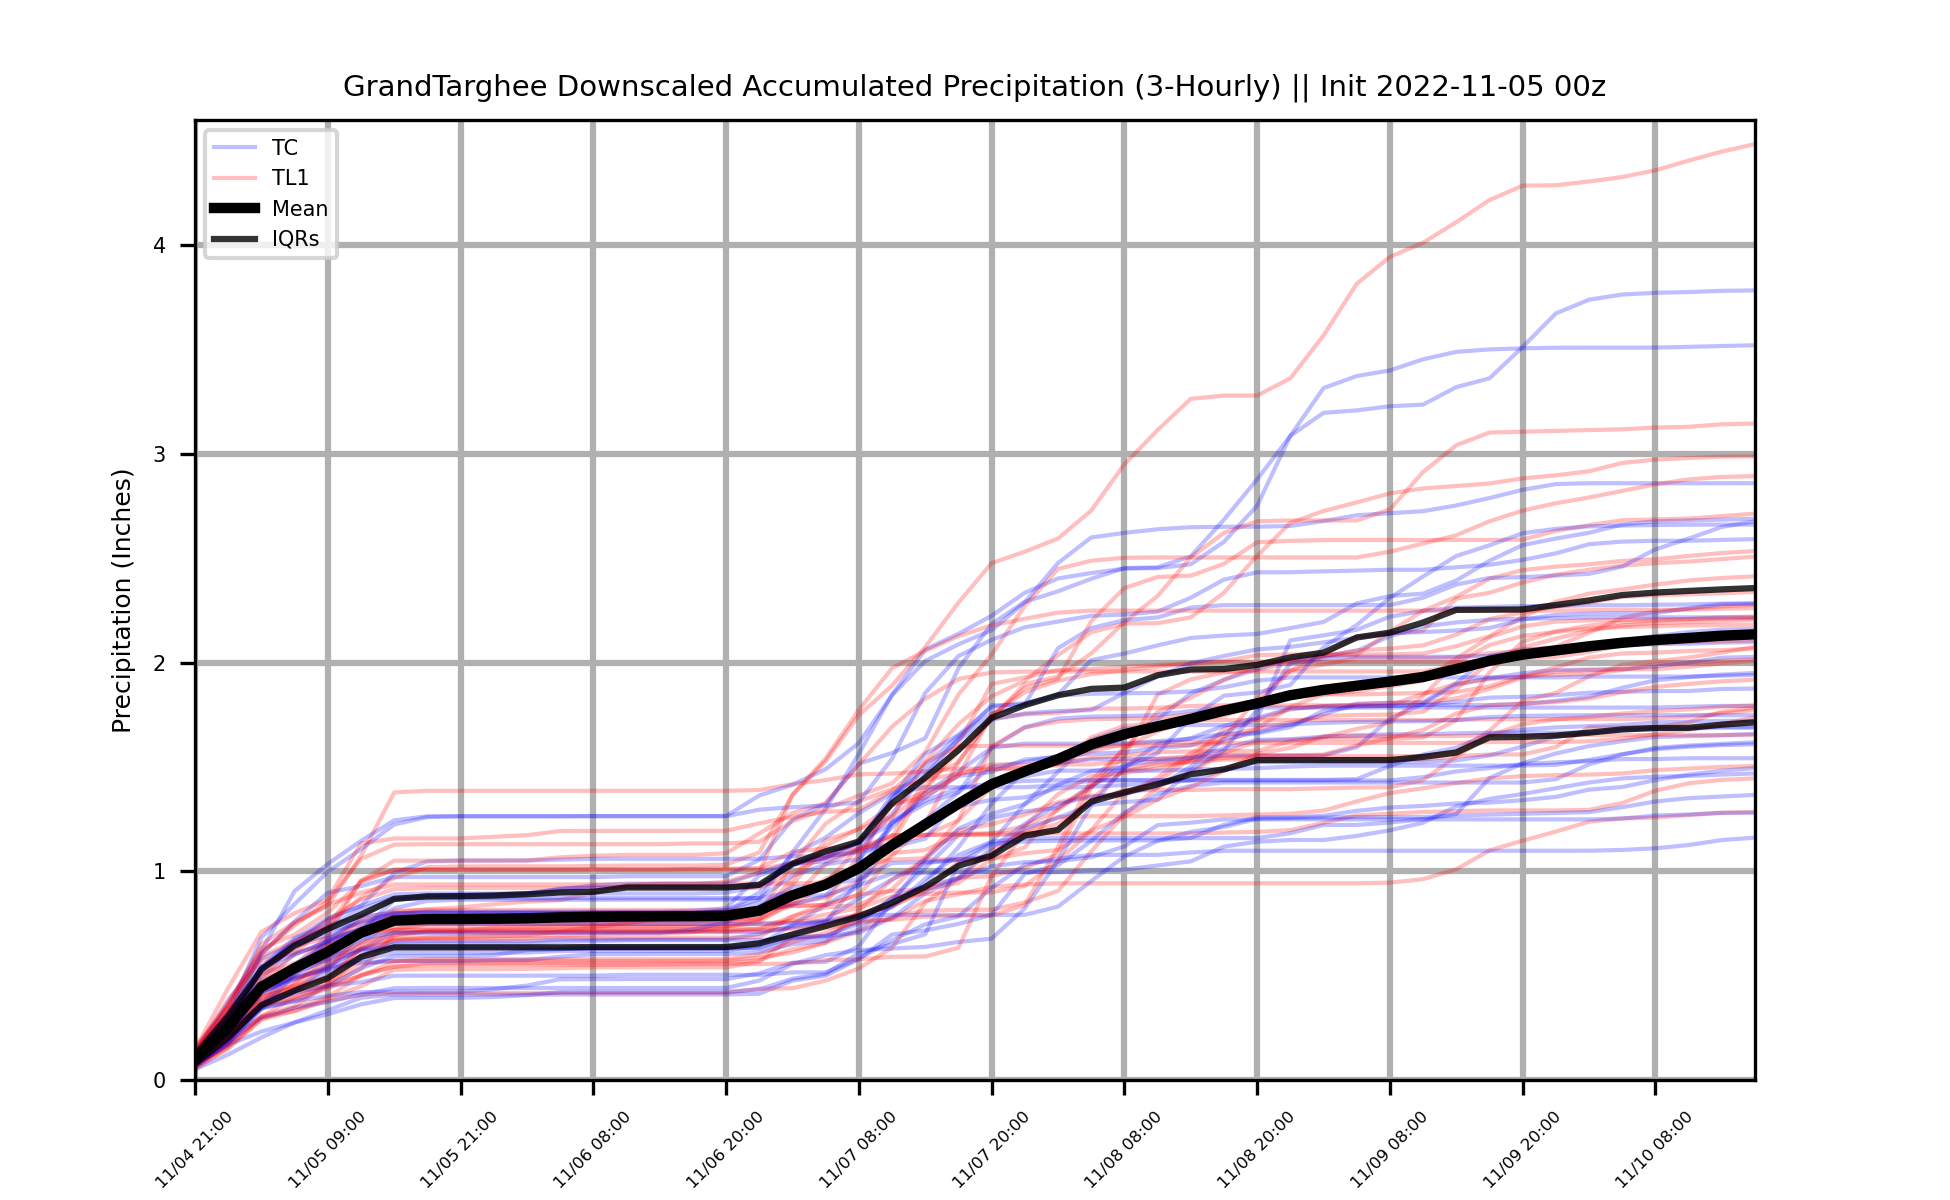 GrandTarghee Downscaled Accumulated Precipitation (3-Hourly) || Init 2022-11-05 00z
TC
TL1
Mean
IQRs
Precipitation (Inches)
4
3
2
1
0
11/04 21:00
11/05 09:00
11/05 21:00
11/06 08:00
11/06 20:00
11/07 08:00
11/07 20:00
11/08 08:00
11/08 20:00
11/09 08:00
11/09 20:00
11/10 08:00